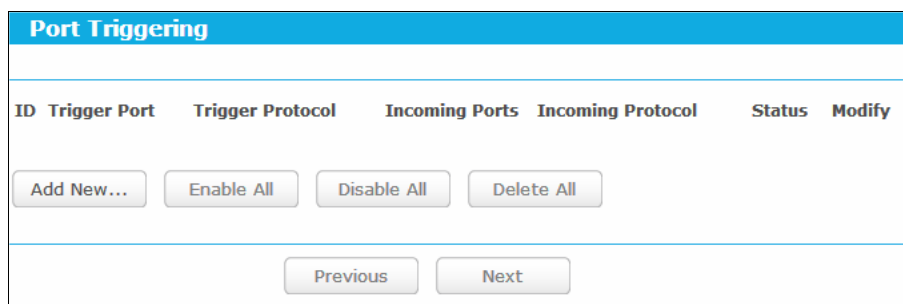 Port Triggering
ID Trigger Port Trigger Protocol Incoming Ports Incoming Protocol Status Modify
Add New... Enable All Disable All Delete All
Previous Next